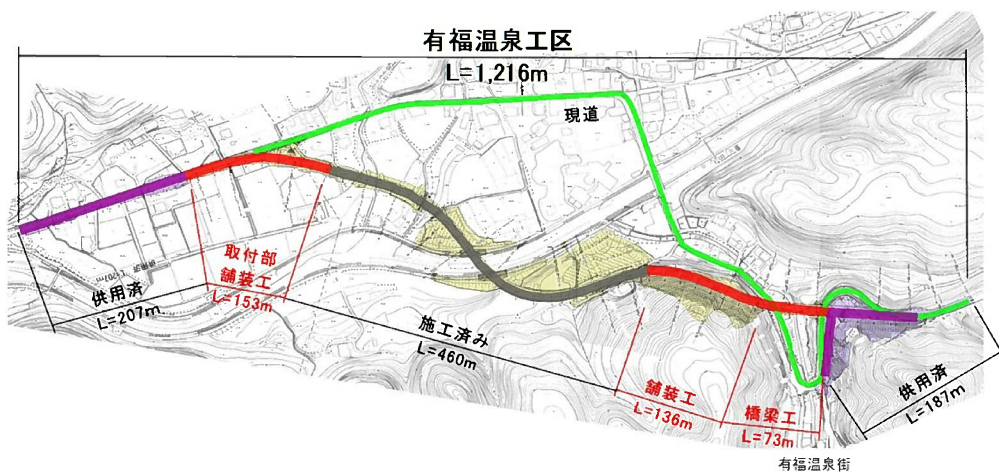 有福温泉工区
L=1,216m
現道
取付部
舗装工
L=153m
供用済
L=207m
施工済み
L=460m
舗装工
L=136m
橋梁工
L=73m
供用済
L=187m
有福温泉街